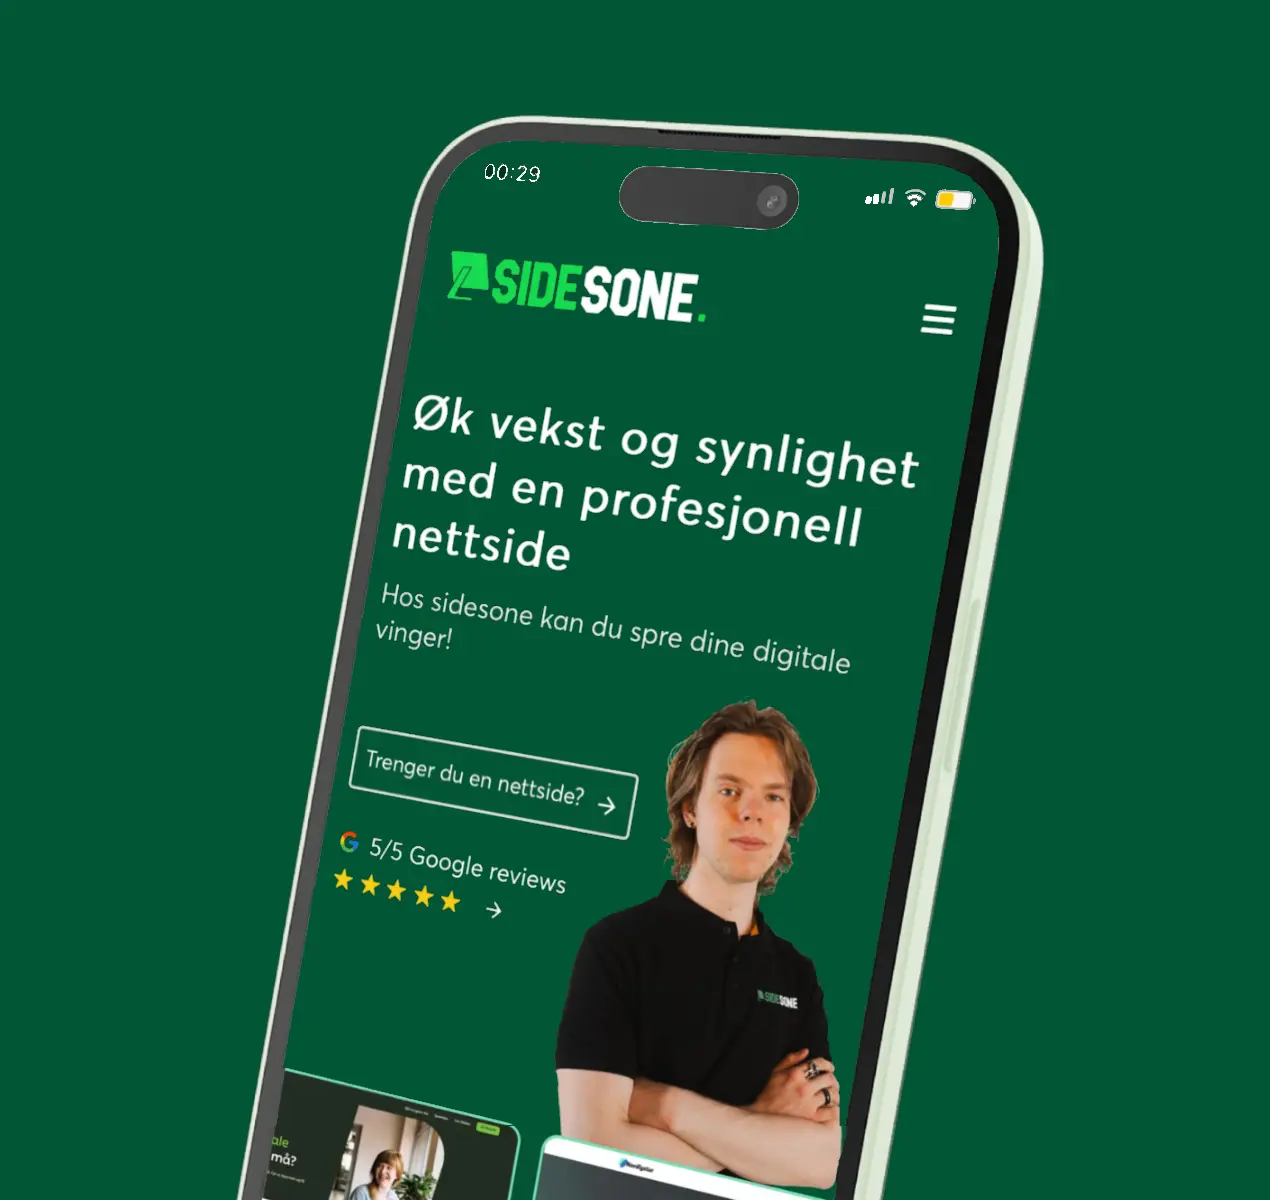 00:29
SIDESONE.
Øk vekst og synlighet
med en profesjonell
nettside
Hos sidesone kan du spre dine digitale
vinger!
Trenger du en nettside? →
G 5/5 Google reviews
★★★★★ →
SIDESONE
ale
må?